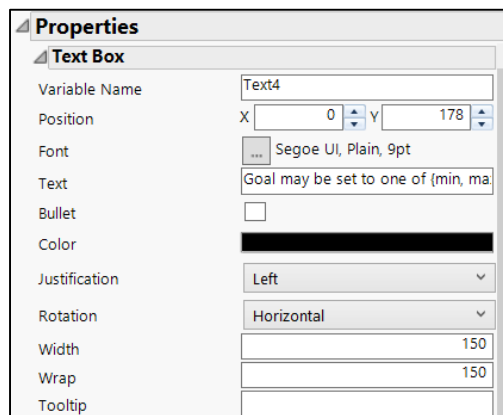 Properties
Text Box
Variable Name Text4
Position X 0 Y 178
Font ... Segoe UI, Plain, 9pt
Text Goal may be set to one of {min,
Bullet
Color
Justification Left
Rotation Horizontal
Width 150
Wrap 150
Tooltip